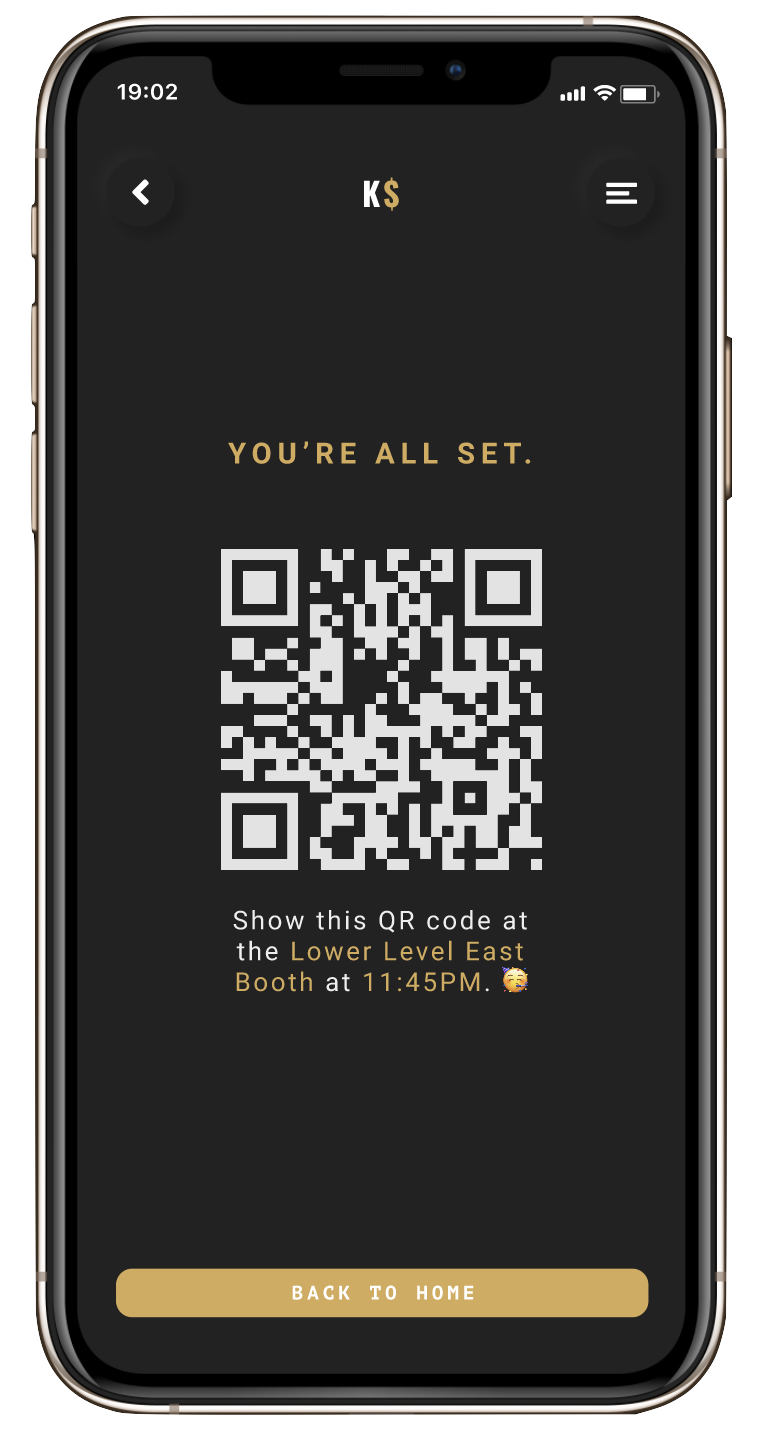 19:02
K$
YOU’RE ALL SET.
Show this QR code at
the Lower Level East
Booth at 11:45PM. 🥳
BACK TO HOME